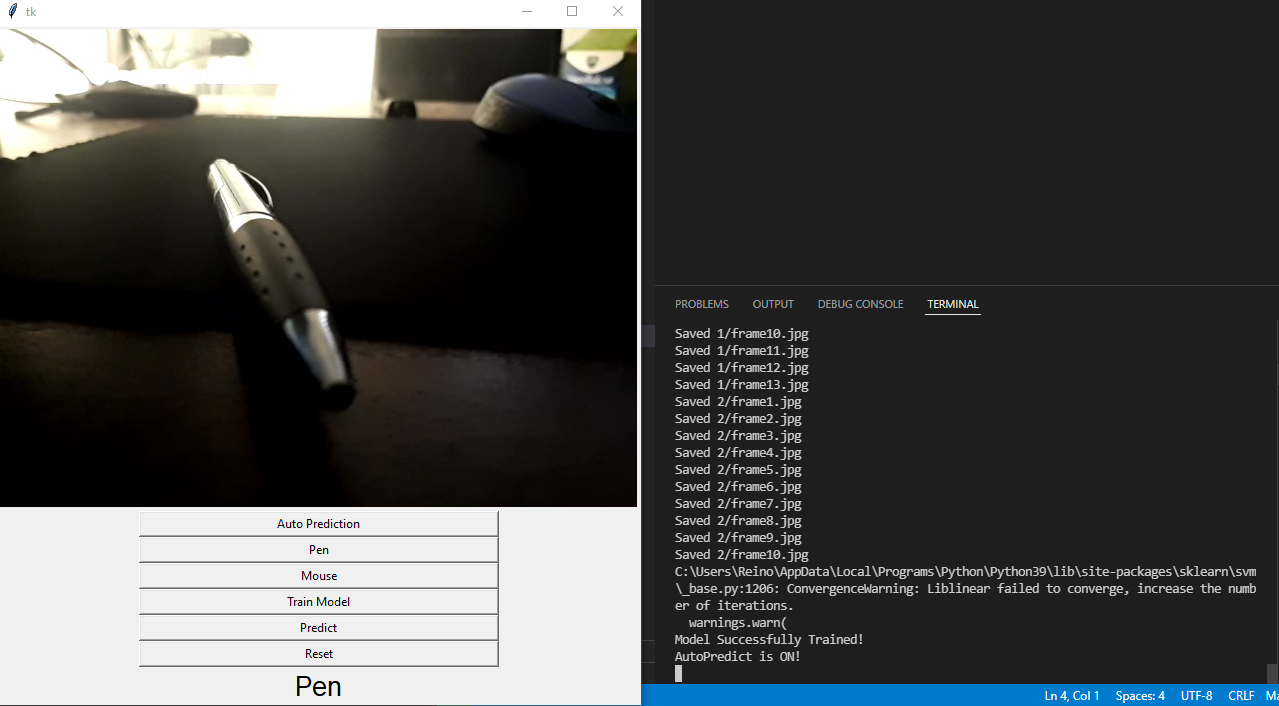 tk
Auto Prediction
Pen
Mouse
Train Model
Predict
Reset
Pen
PROBLEMS OUTPUT DEBUG CONSOLE TERMINAL
Saved 1/frame10.jpg
Saved 1/frame11.jpg
Saved 1/frame12.jpg
Saved 1/frame13.jpg
Saved 2/frame1.jpg
Saved 2/frame2.jpg
Saved 2/frame3.jpg
Saved 2/frame4.jpg
Saved 2/frame5.jpg
Saved 2/frame6.jpg
Saved 2/frame7.jpg
Saved 2/frame8.jpg
Saved 2/frame9.jpg
Saved 2/frame10.jpg
C:\Users\Reino\AppData\Local\Programs\Python\Python39\lib\site-packages\sklearn\svm
\_base.py:1206: ConvergenceWarning: Liblinear failed to converge, increase the numb
er of iterations.
warnings.warn(
Model Successfully Trained!
AutoPredict is ON!
Ln 4, Col 1 Spaces: 4 UTF-8 CRLF Ma